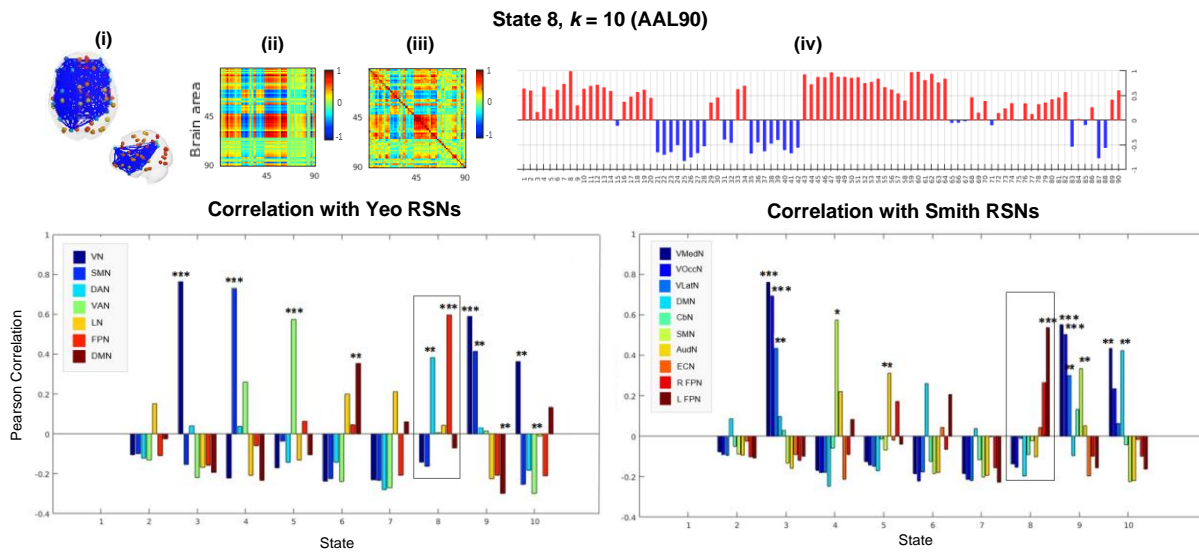 State 8, k = 10 (AAL90)
(i)
(ii)
(iii)
(iv)
Brain area
45
90
45
90
1
0
-1
45
90
1
0
-1
1
0.5
0
-0.5
-1
Correlation with Yeo RSNs
Pearson Correlation
1
0.8
0.6
0.4
0.2
0
-0.2
-0.4
VN
SMN
DAN
VAN
LN
FPN
DMN
***
***
***
**
**
***
***
**
**
**
**
1 2 3 4 5 6 7 8 9 10
State
Correlation with Smith RSNs
1
0.8
0.6
0.4
0.2
0
-0.2
-0.4
VMedN
VOccN
VLatN
DMN
CbN
SMN
AudN
ECN
R FPN
L FPN
***
***
**
*
**
***
***
***
**
**
**
**
1 2 3 4 5 6 7 8 9 10
State